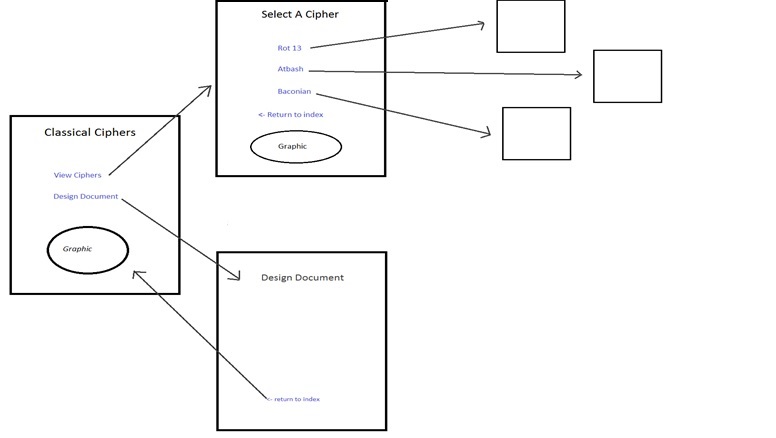 Select A Cipher
Rot 13
Atbash
Baconian
<- Return to index
Graphic
Classical Ciphers
View Ciphers
Design Document
Graphic
Design Document
<- return to index